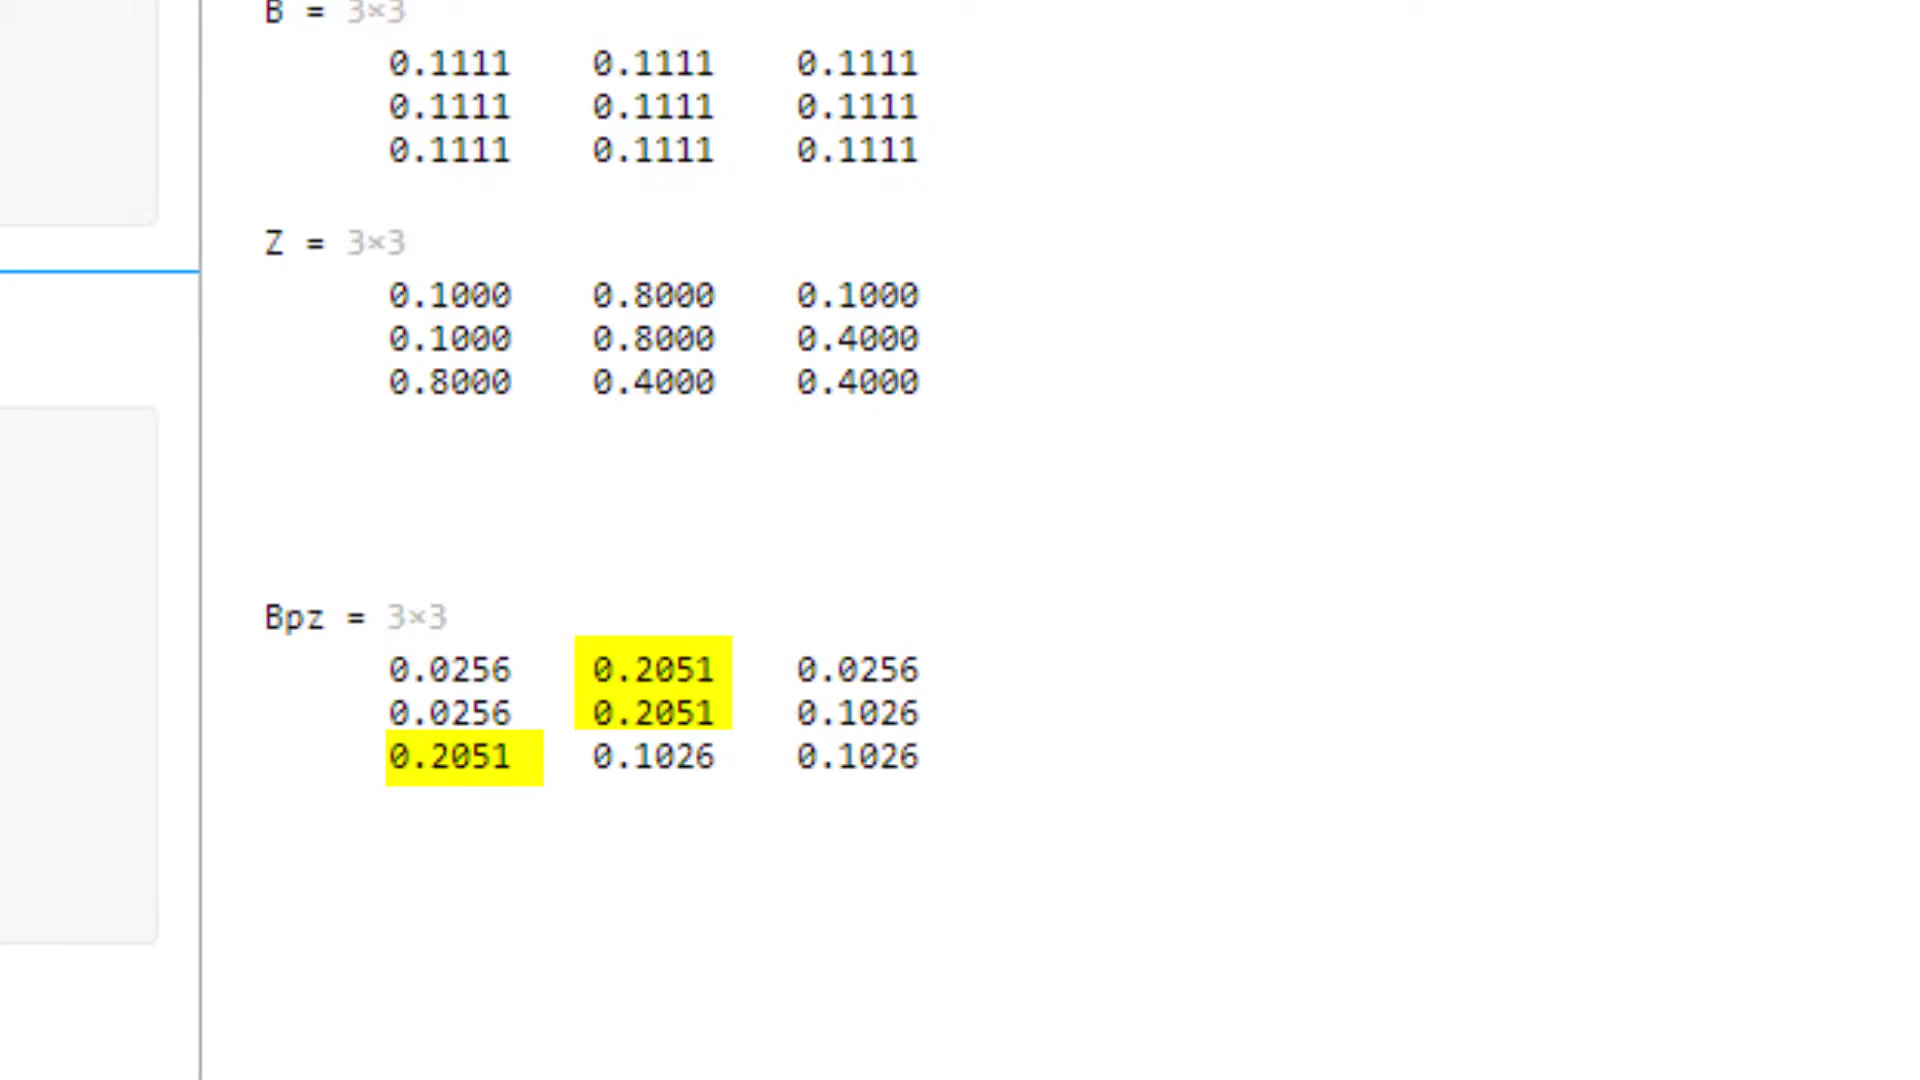 B = 3×3
0.1111 0.1111 0.1111
0.1111 0.1111 0.1111
0.1111 0.1111 0.1111
Z = 3×3
0.1000 0.8000 0.1000
0.1000 0.8000 0.4000
0.8000 0.4000 0.4000
Bpz = 3×3
0.0256 0.2051 0.0256
0.0256 0.2051 0.1026
0.2051 0.1026 0.1026